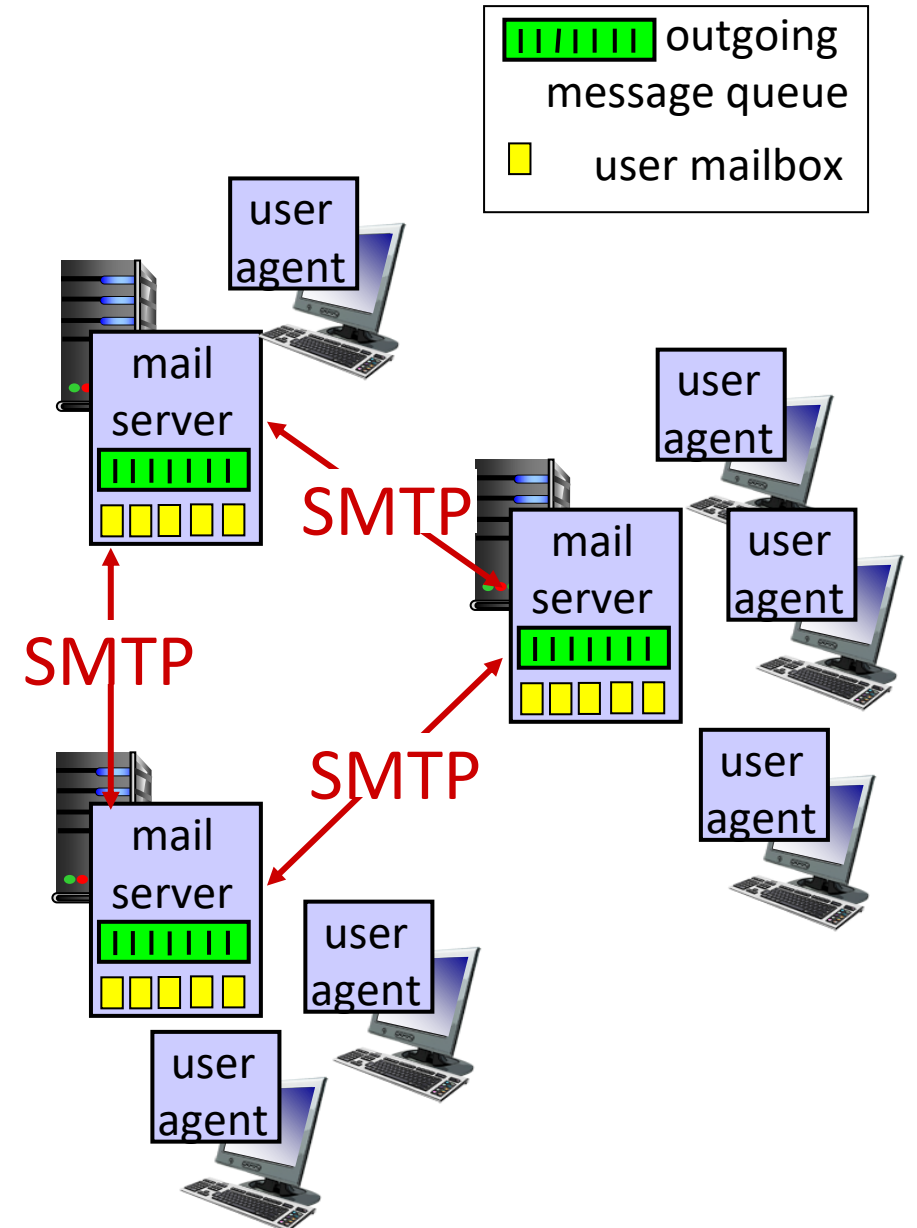 outgoing
message queue
user mailbox
user
agent
mail
server
SMTP
user
agent
mail
server
user
agent
SMTP
SMTP
user
agent
mail
server
user
agent
user
agent